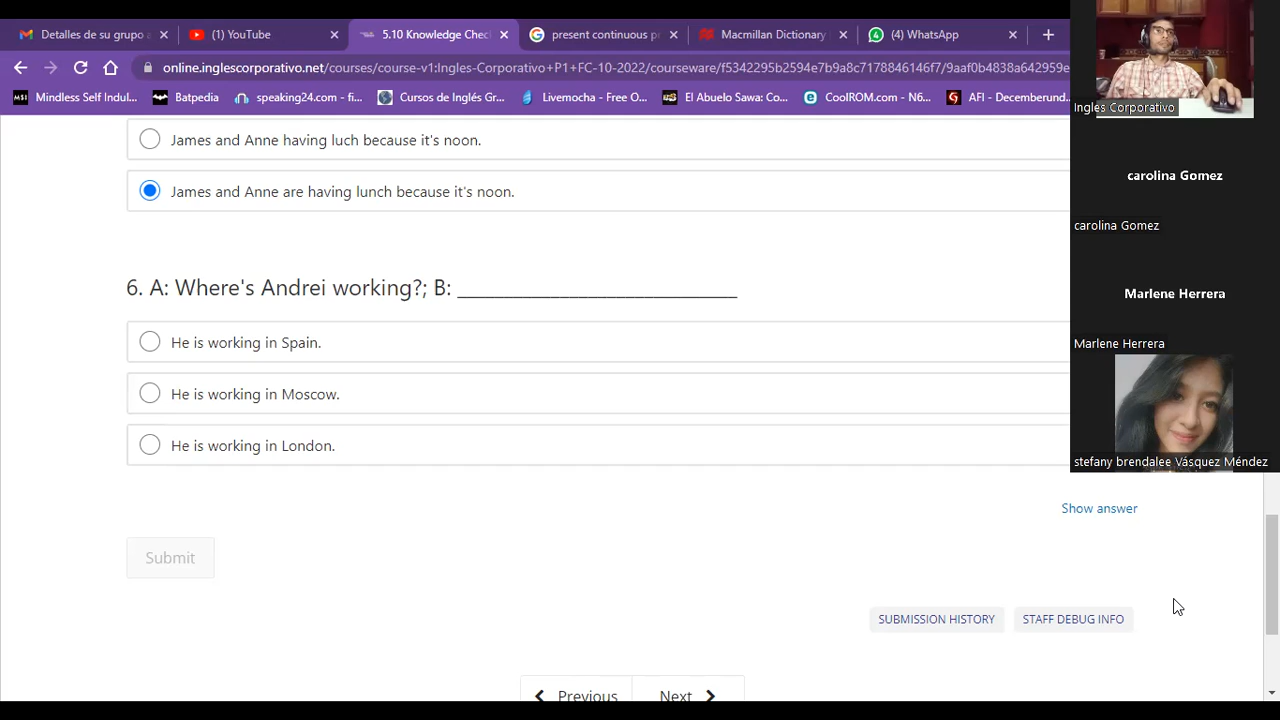 Detalles de su grupo
(1) YouTube
5.10 Knowledge Chec
present continuous p
Macmillan Dictionary
(4) WhatsApp
online.inglescorporativo.net/courses/course-v1:Ingles-Corporativo+P1+FC-10-2022/courseware/f5342295b2594e7b9a8c7178846146f7/9aaf0b4838a642959e
Mindless Self Indul...
Batpedia
speaking24.com - fi...
Cursos de Inglés Gr...
Livemocha - Free O...
El Abuelo Sawa: Co...
CoolROM.com - N6...
AFI - Decemberund...
Ingles Corporativo
James and Anne having luch because it's noon.
James and Anne are having lunch because it's noon.
carolina Gomez
carolina Gomez
6. A: Where's Andrei working?; B: ______________________________
Marlene Herrera
Marlene Herrera
He is working in Spain.
He is working in Moscow.
He is working in London.
stefany brendalee Vásquez Méndez
Show answer
Submit
SUBMISSION HISTORY
STAFF DEBUG INFO
Previous
Next